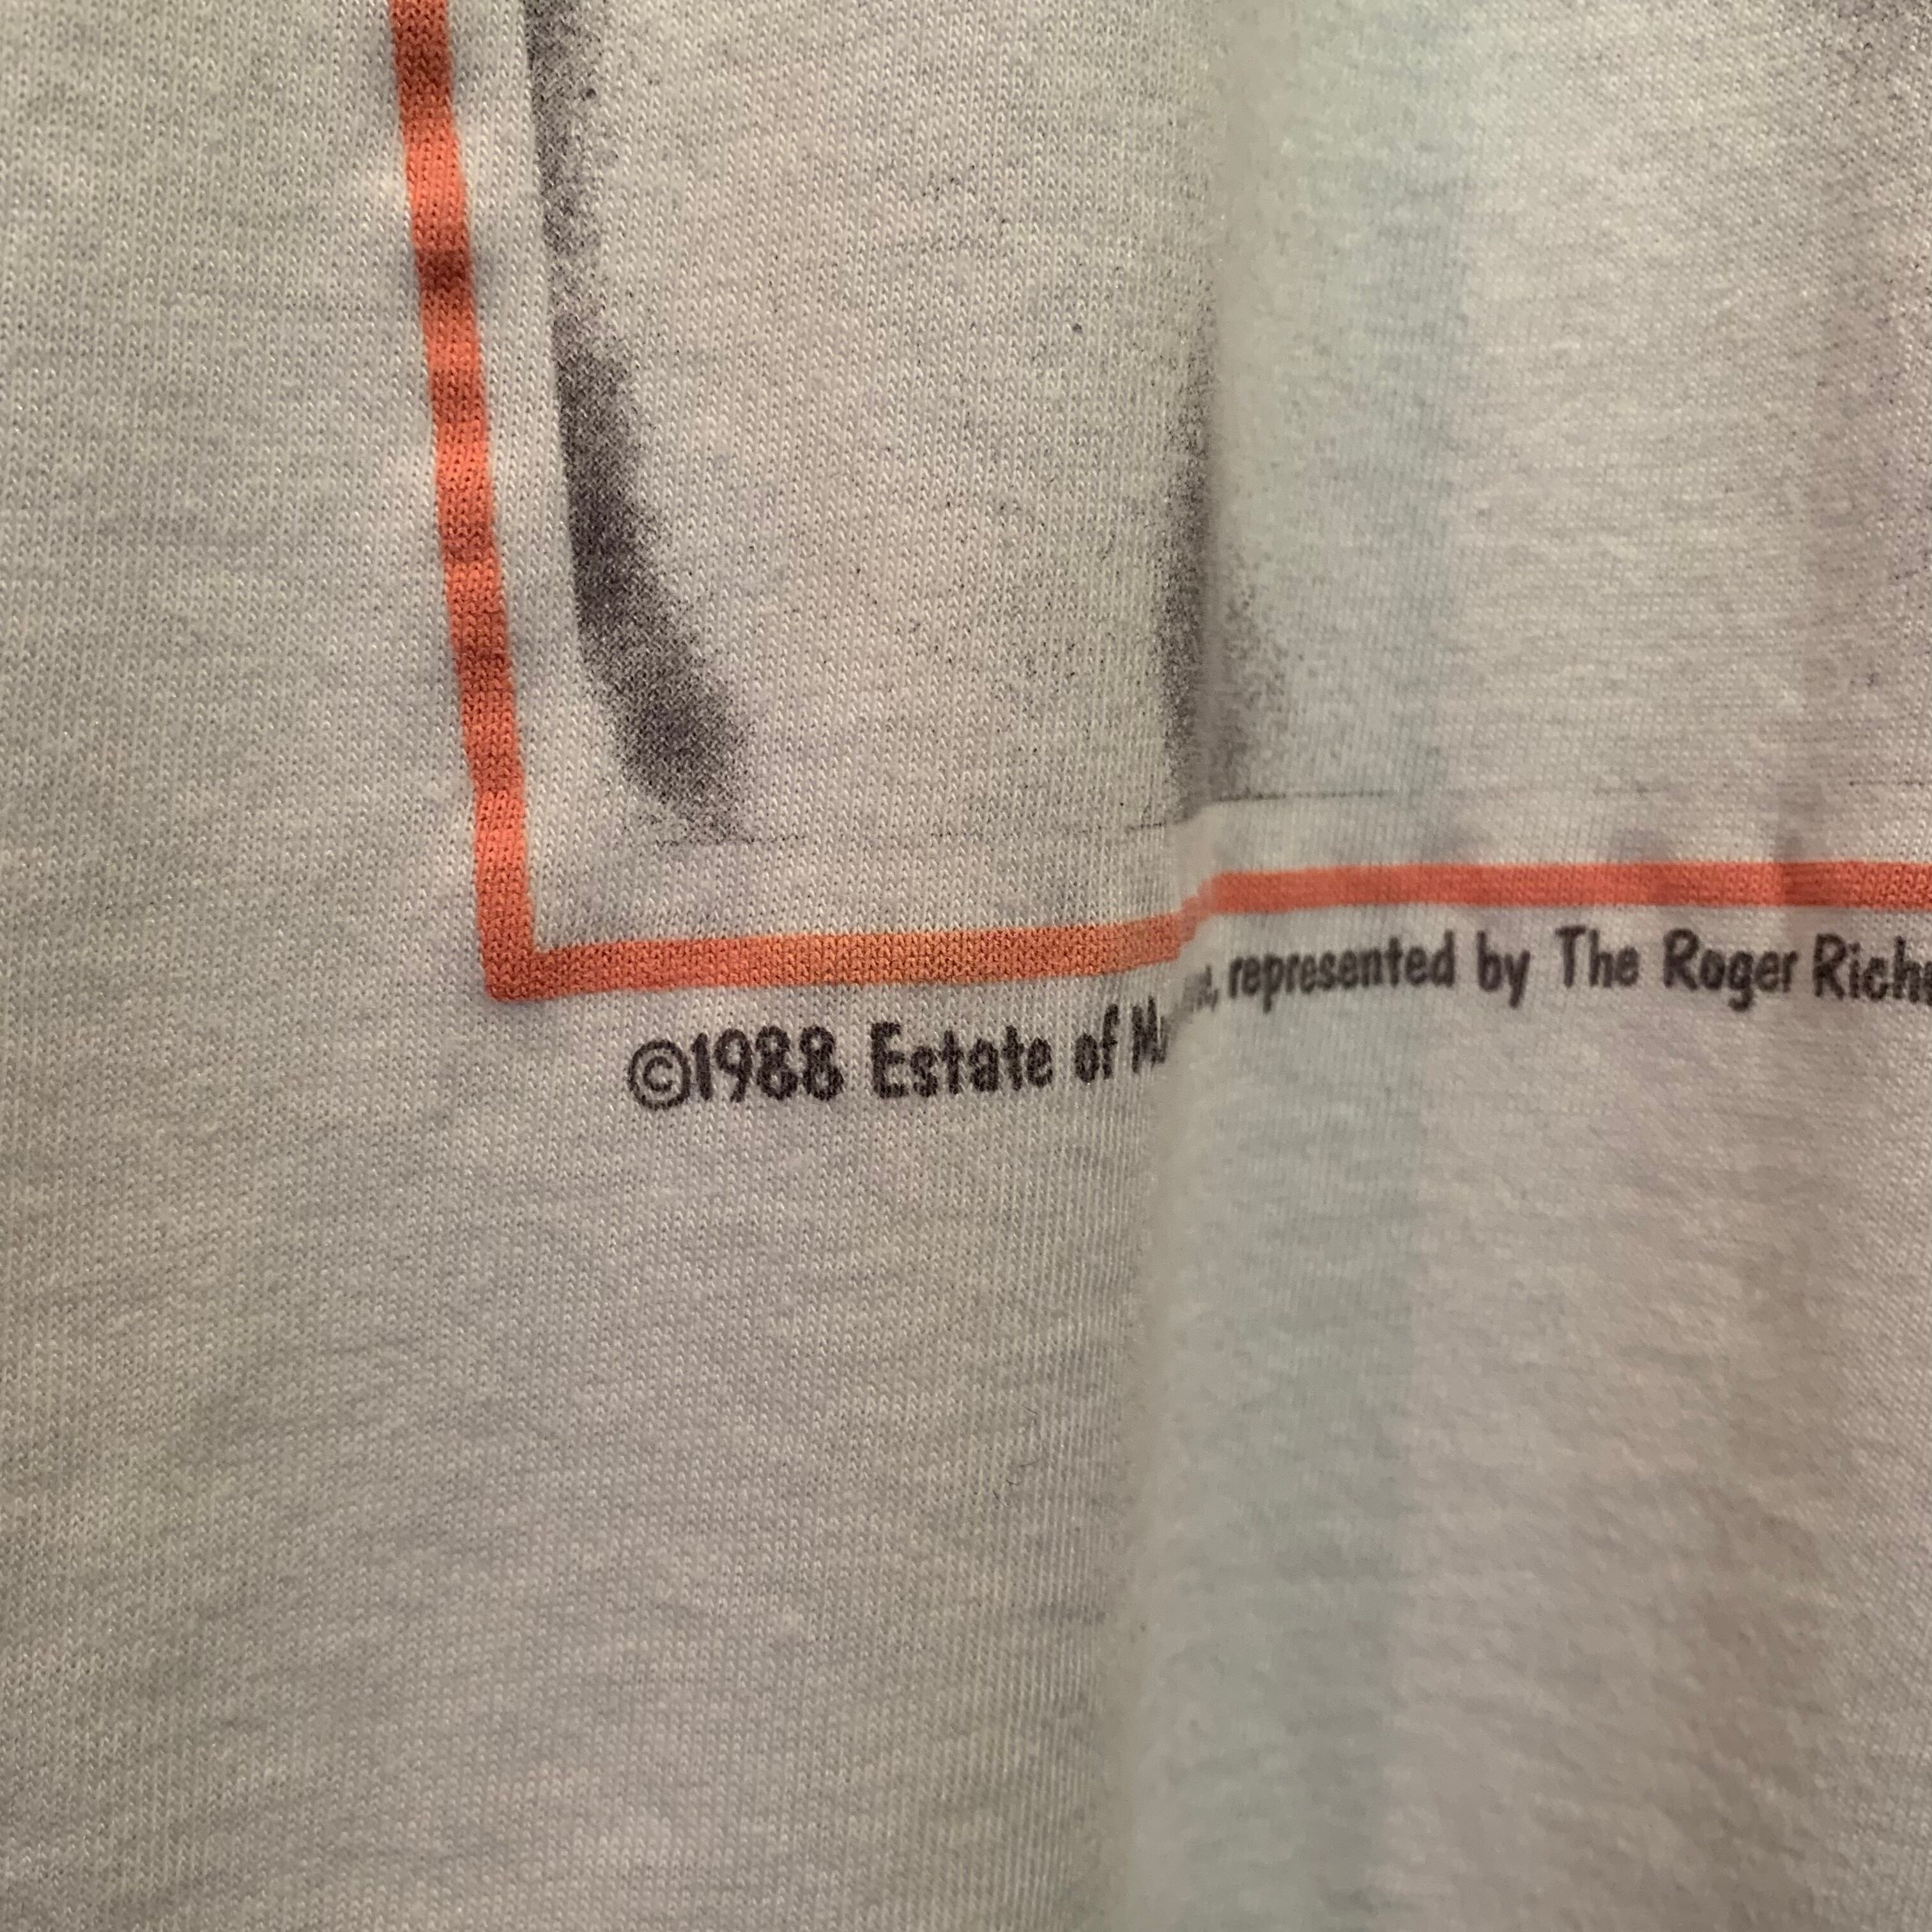 ©1988 Estate of represented by The Roger